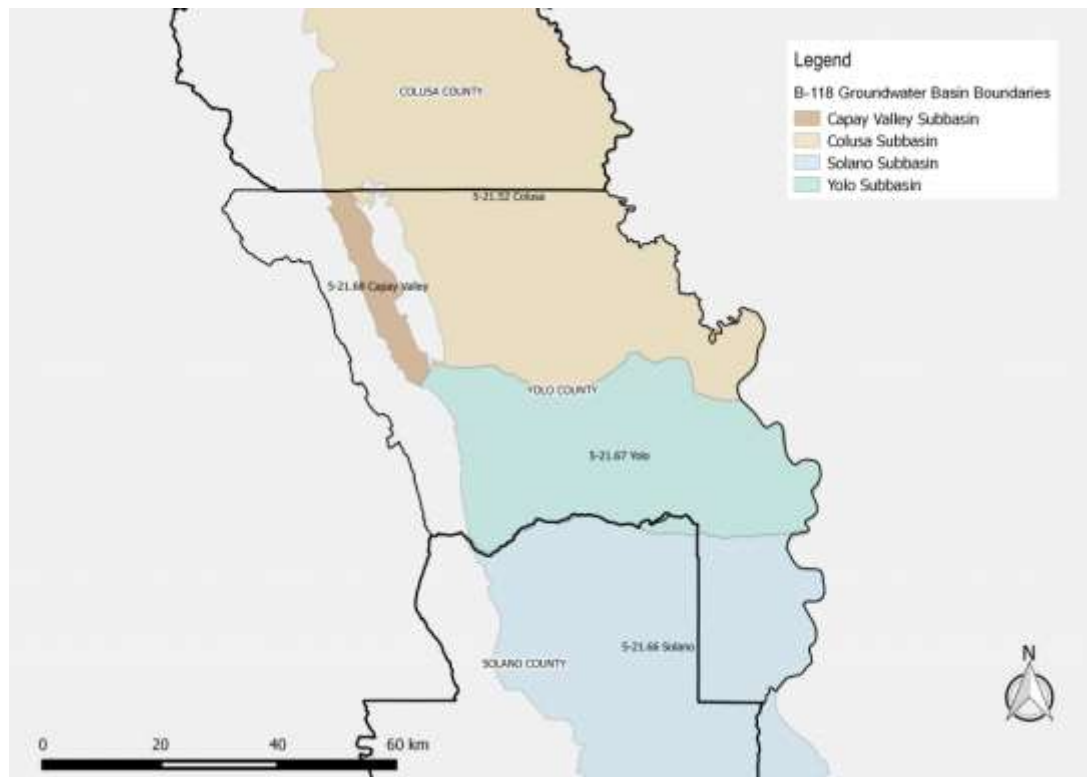 Legend
B-118 Groundwater Basin Boundaries
Capay Valley Subbasin
Colusa Subbasin
Solano Subbasin
Yolo Subbasin
COLUSA COUNTY
5-21.52 Colusa
5-21.68 Capay Valley
YOLO COUNTY
5-21.67 Yolo
5-21.66 Solano
SOLANO COUNTY
N
0 20 40 60 km